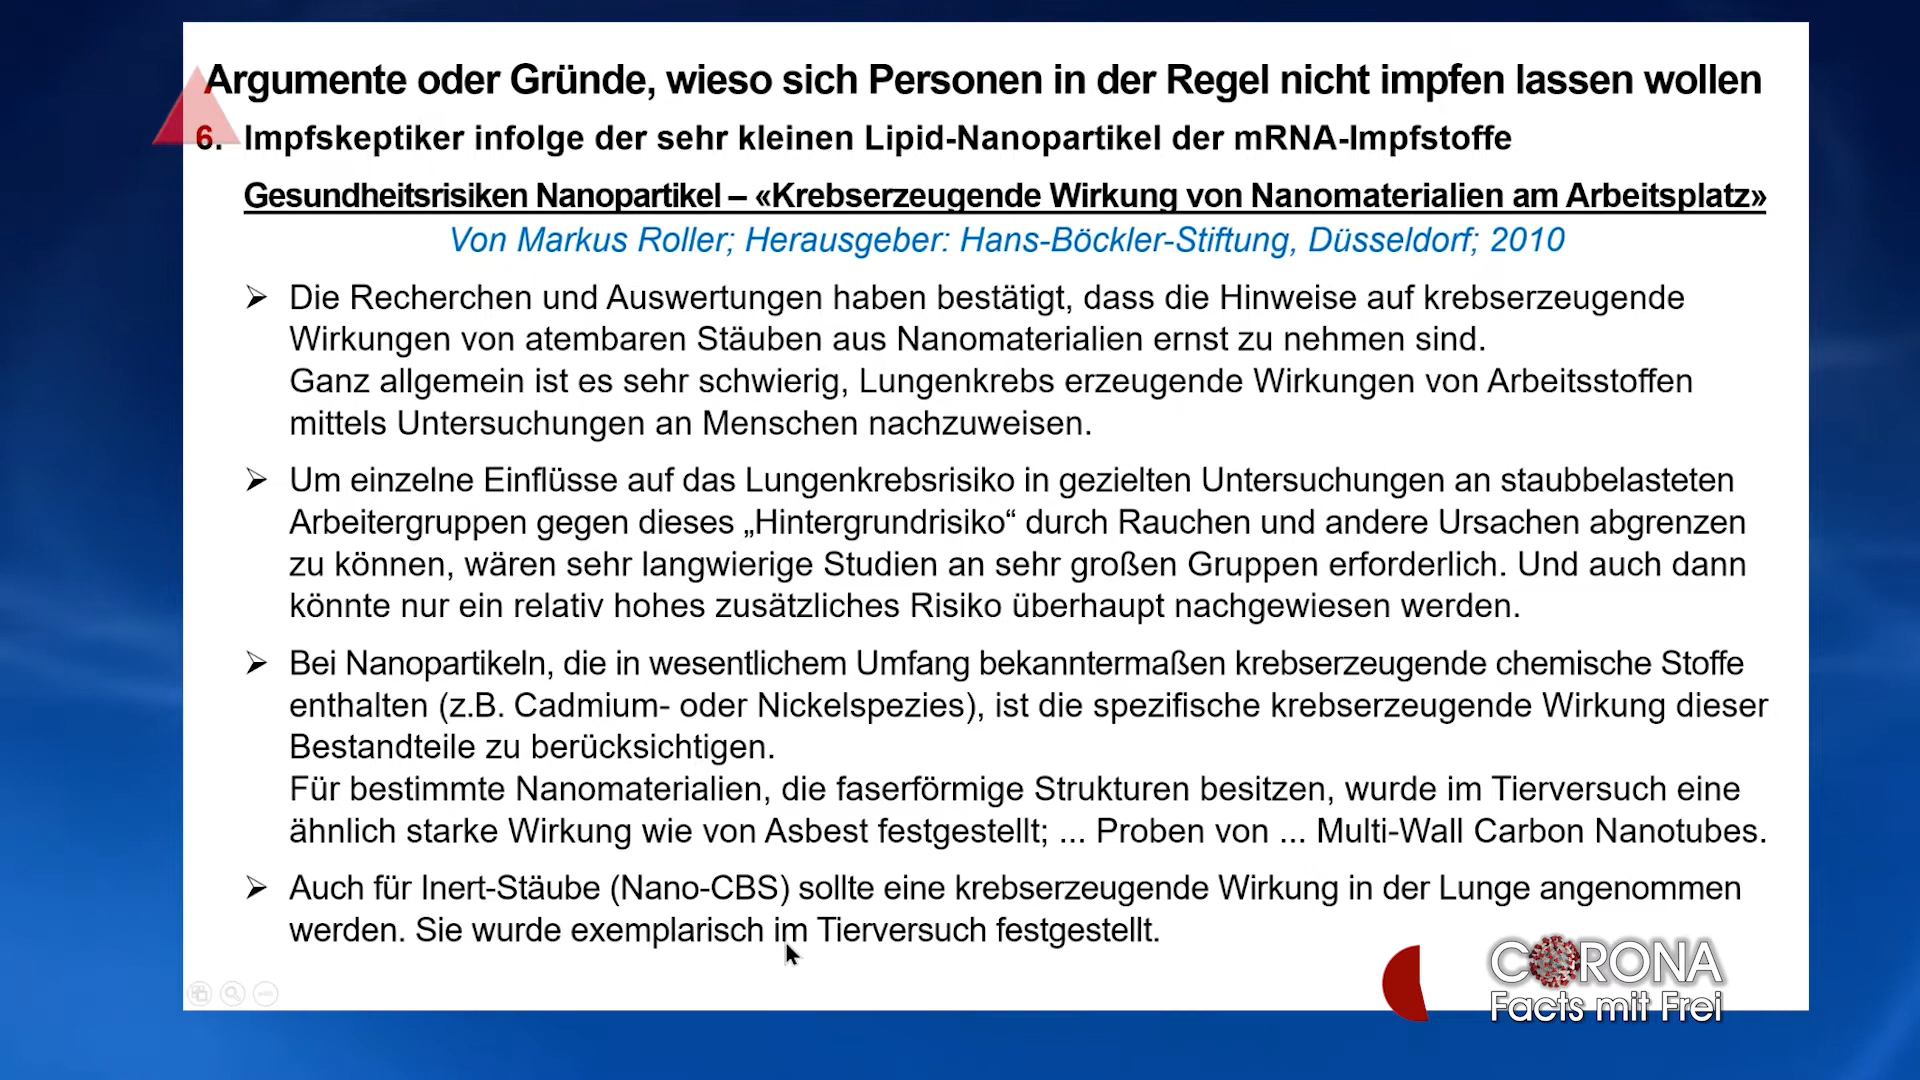 Argumente oder Gründe, wieso sich Personen in der Regel nicht impfen lassen wollen
6. Impfskeptiker infolge der sehr kleinen Lipid-Nanopartikel der mRNA-Impfstoffe
Gesundheitsrisiken Nanopartikel – «Krebserzeugende Wirkung von Nanomaterialien am Arbeitsplatz»
Von Markus Roller; Herausgeber: Hans-Böckler-Stiftung, Düsseldorf; 2010
➢ Die Recherchen und Auswertungen haben bestätigt, dass die Hinweise auf krebserzeugende
Wirkungen von atembaren Stäuben aus Nanomaterialien ernst zu nehmen sind.
Ganz allgemein ist es sehr schwierig, Lungenkrebs erzeugende Wirkungen von Arbeitsstoffen
mittels Untersuchungen an Menschen nachzuweisen.
➢ Um einzelne Einflüsse auf das Lungenkrebsrisiko in gezielten Untersuchungen an staubbelasteten
Arbeitergruppen gegen dieses „Hintergrundrisiko“ durch Rauchen und andere Ursachen abgrenzen
zu können, wären sehr langwierige Studien an sehr großen Gruppen erforderlich. Und auch dann
könnte nur ein relativ hohes zusätzliches Risiko überhaupt nachgewiesen werden.
➢ Bei Nanopartikeln, die in wesentlichem Umfang bekanntermaßen krebserzeugende chemische Stoffe
enthalten (z.B. Cadmium- oder Nickelspezies), ist die spezifische krebserzeugende Wirkung dieser
Bestandteile zu berücksichtigen.
Für bestimmte Nanomaterialien, die faserförmige Strukturen besitzen, wurde im Tierversuch eine
ähnlich starke Wirkung wie von Asbest festgestellt; ... Proben von ... Multi-Wall Carbon Nanotubes.
➢ Auch für Inert-Stäube (Nano-CBS) sollte eine krebserzeugende Wirkung in der Lunge angenommen
werden. Sie wurde exemplarisch im Tierversuch festgestellt.
CORONA
Facts mit Frei